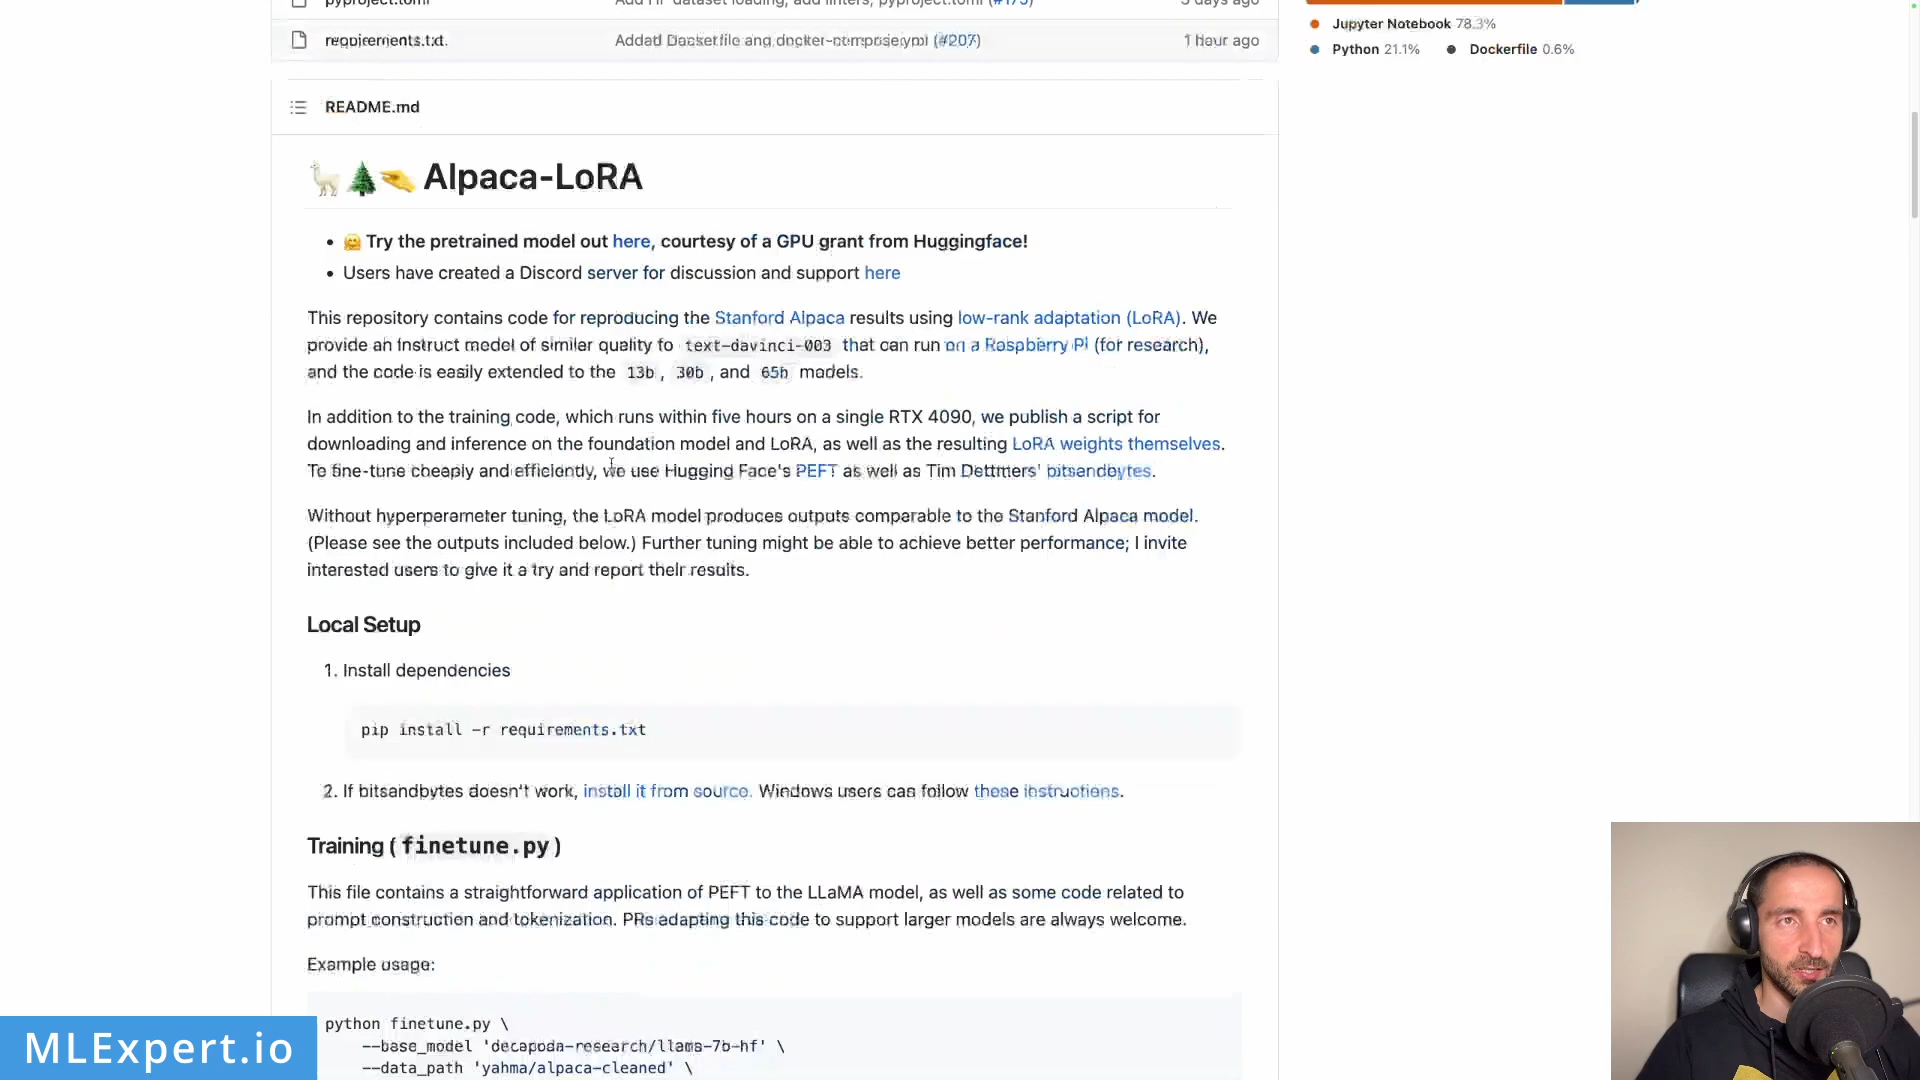 pyproject.toml Add HF dataset loading, add linters, pyproject.toml (#175) 3 days ago
Jupyter Notebook 78.3%
requirements.txt Added Dockerfile and docker-compose.yml (#207) 1 hour ago
Python 21.1% Dockerfile 0.6%
README.md
🦙🌲🤏 Alpaca-LoRA
• 🤗 Try the pretrained model out here, courtesy of a GPU grant from Huggingface!
• Users have created a Discord server for discussion and support here
This repository contains code for reproducing the Stanford Alpaca results using low-rank adaptation (LoRA). We
provide an Instruct model of similar quality to text-davinci-003 that can run on a Raspberry Pi (for research),
and the code is easily extended to the 13b, 30b, and 65b models.
In addition to the training code, which runs within five hours on a single RTX 4090, we publish a script for
downloading and inference on the foundation model and LoRA, as well as the resulting LoRA weights themselves.
To fine-tune cheaply and efficiently, we use Hugging Face's PEFT as well as Tim Dettmers' bitsandbytes.
Without hyperparameter tuning, the LoRA model produces outputs comparable to the Stanford Alpaca model.
(Please see the outputs included below.) Further tuning might be able to achieve better performance; I invite
interested users to give it a try and report their results.
Local Setup
1. Install dependencies
pip install -r requirements.txt
2. If bitsandbytes doesn't work, install it from source. Windows users can follow these instructions.
Training (finetune.py)
This file contains a straightforward application of PEFT to the LLaMA model, as well as some code related to
prompt construction and tokenization. PRs adapting this code to support larger models are always welcome.
Example usage:
python finetune.py \
--base_model 'decapoda-research/llama-7b-hf' \
--data_path 'yahma/alpaca-cleaned' \
MLExpert.io